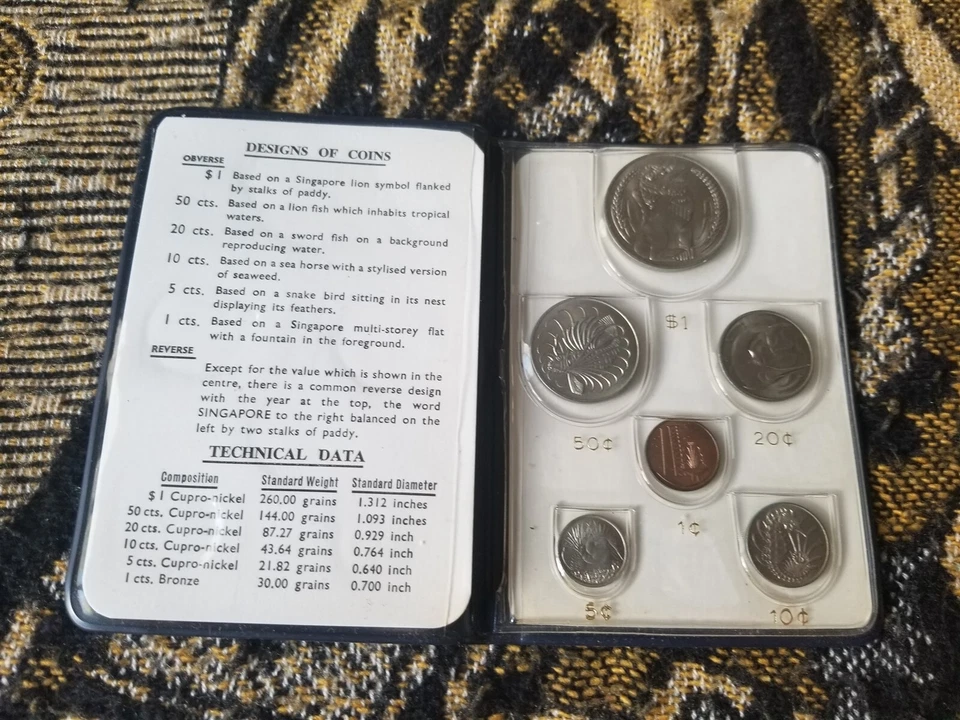 DESIGNS OF COINS
OBVERSE
$1 Based on a Singapore lion symbol flanked
by stalks of paddy.
50 cts. Based on a lion fish which inhabits tropical
waters.
20 cts. Based on a sword fish on a background
reproducing water.
10 cts. Based on a sea horse with a stylised version
of seaweed.
5 cts. Based on a snake bird sitting in its nest
displaying its feathers.
1 cts. Based on a Singapore multi-storey flat
with a fountain in the foreground.
REVERSE
Except for the value which is shown in the
centre, there is a common reverse design
with the year at the top, the word
SINGAPORE to the right balanced on the
left by two stalks of paddy.
TECHNICAL DATA
Composition Standard Weight Standard Diameter
$1 Cupro-nickel 260.00 grains 1.312 inches
50 cts. Cupro-nickel 144.00 grains 1.093 inches
20 cts. Cupro-nickel 87.27 grains 0.929 inch
10 cts. Cupro-nickel 43.64 grains 0.764 inch
5 cts. Cupro-nickel 21.82 grains 0.640 inch
1 cts. Bronze 30.00 grains 0.700 inch
$1
50¢
20¢
1¢
5¢
10¢